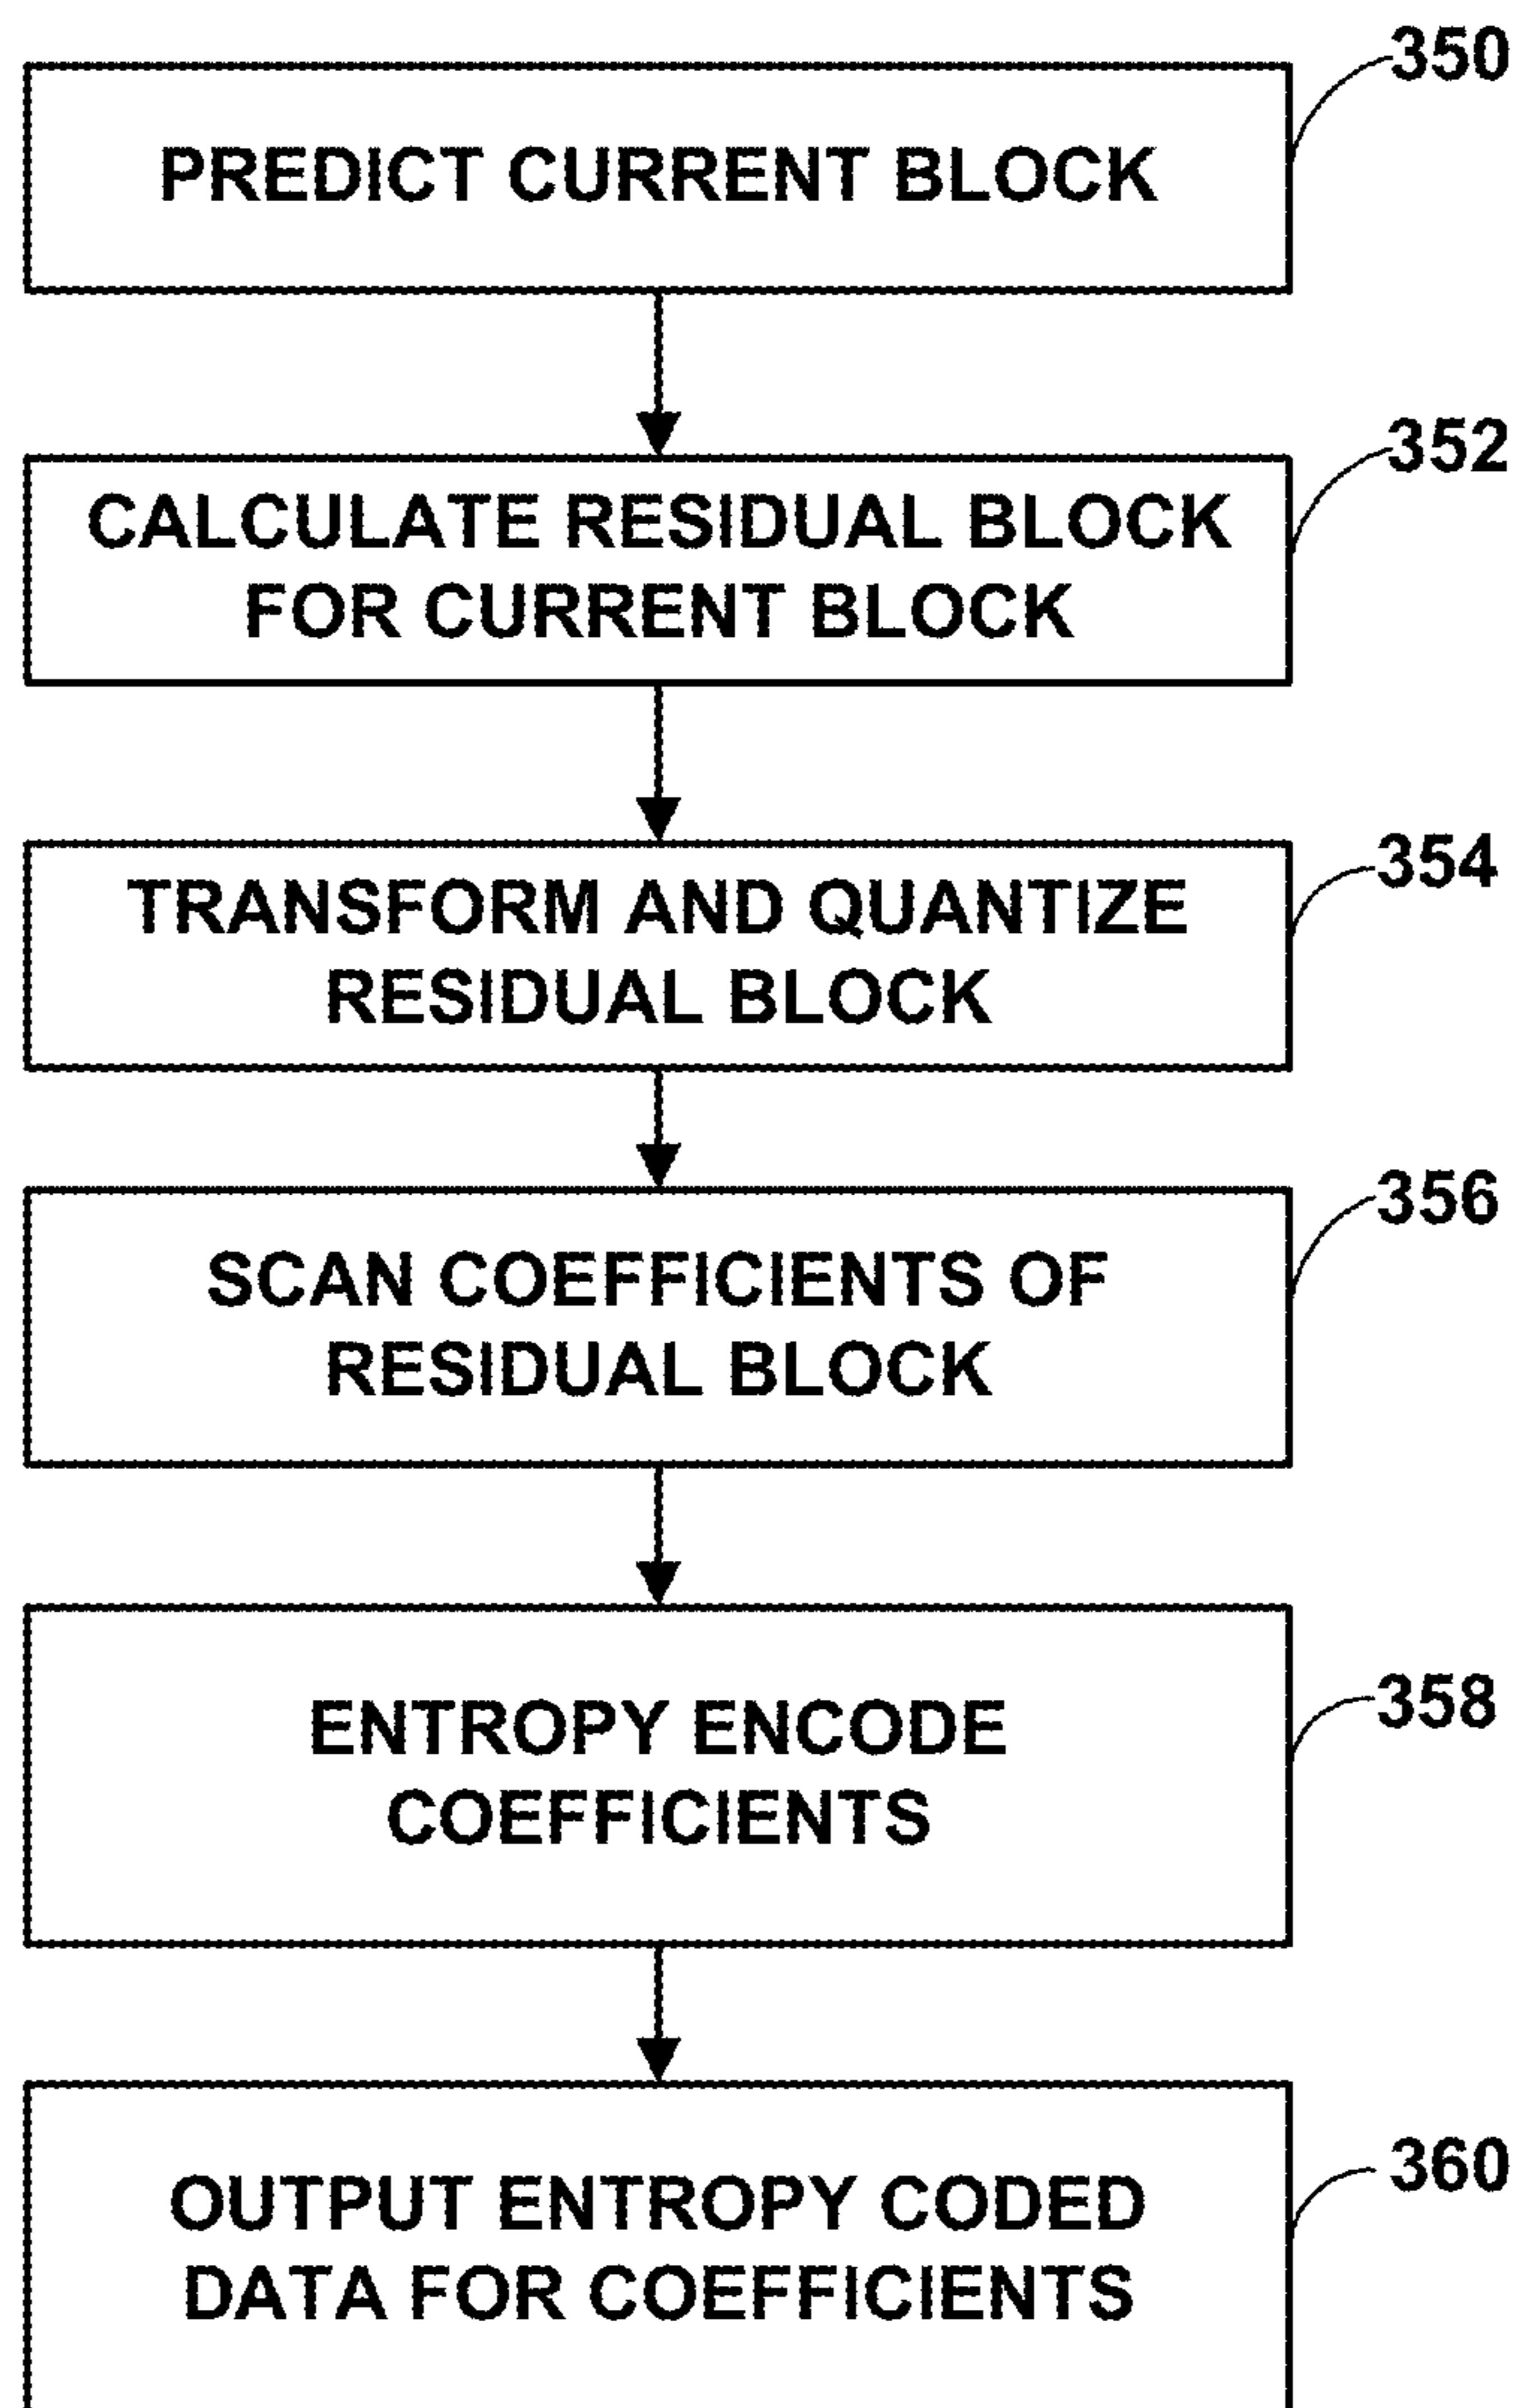 350
PREDICT CURRENT BLOCK
352
CALCULATE RESIDUAL BLOCK
FOR CURRENT BLOCK
354
TRANSFORM AND QUANTIZE
RESIDUAL BLOCK
356
SCAN COEFFICIENTS OF
RESIDUAL BLOCK
358
ENTROPY ENCODE
COEFFICIENTS
360
OUTPUT ENTROPY CODED
DATA FOR COEFFICIENTS